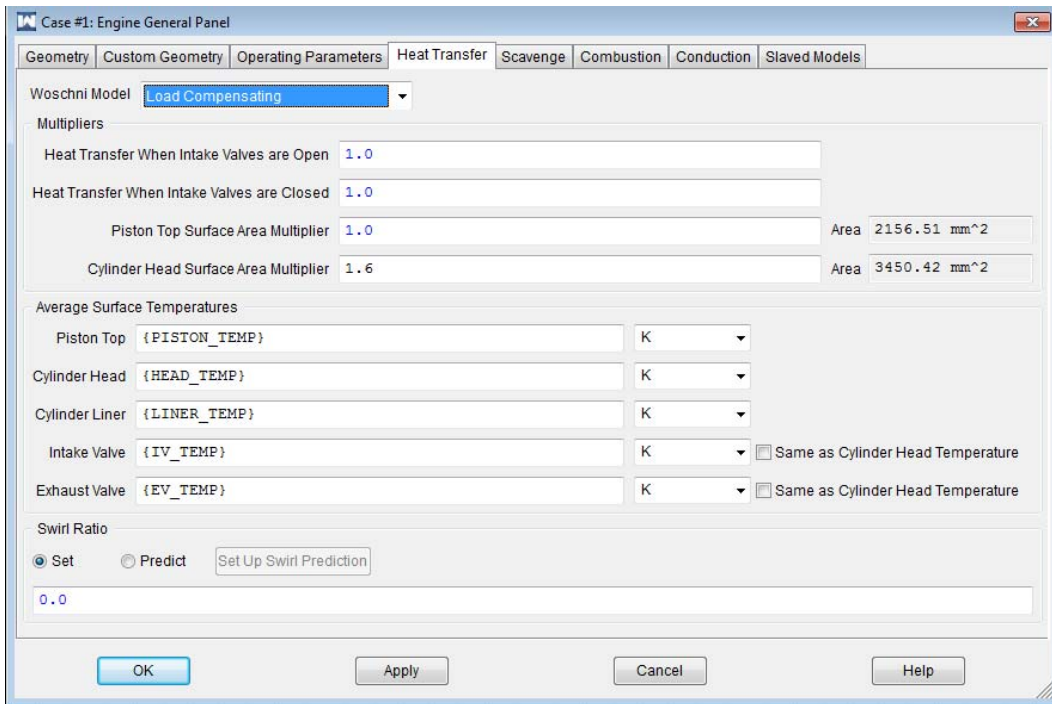 Case #1: Engine General Panel
Geometry Custom Geometry Operating Parameters Heat Transfer Scavenge Combustion Conduction Slaved Models
Woschni Model Load Compensating
Multipliers
Heat Transfer When Intake Valves are Open 1.0
Heat Transfer When Intake Valves are Closed 1.0
Piston Top Surface Area Multiplier 1.0 Area 2156.51 mm^2
Cylinder Head Surface Area Multiplier 1.6 Area 3450.42 mm^2
Average Surface Temperatures
Piston Top {PISTON_TEMP} K
Cylinder Head {HEAD_TEMP} K
Cylinder Liner {LINER_TEMP} K
Intake Valve {IV_TEMP} K Same as Cylinder Head Temperature
Exhaust Valve {EV_TEMP} K Same as Cylinder Head Temperature
Swirl Ratio
Set Predict Set Up Swirl Prediction
0.0
OK Apply Cancel Help